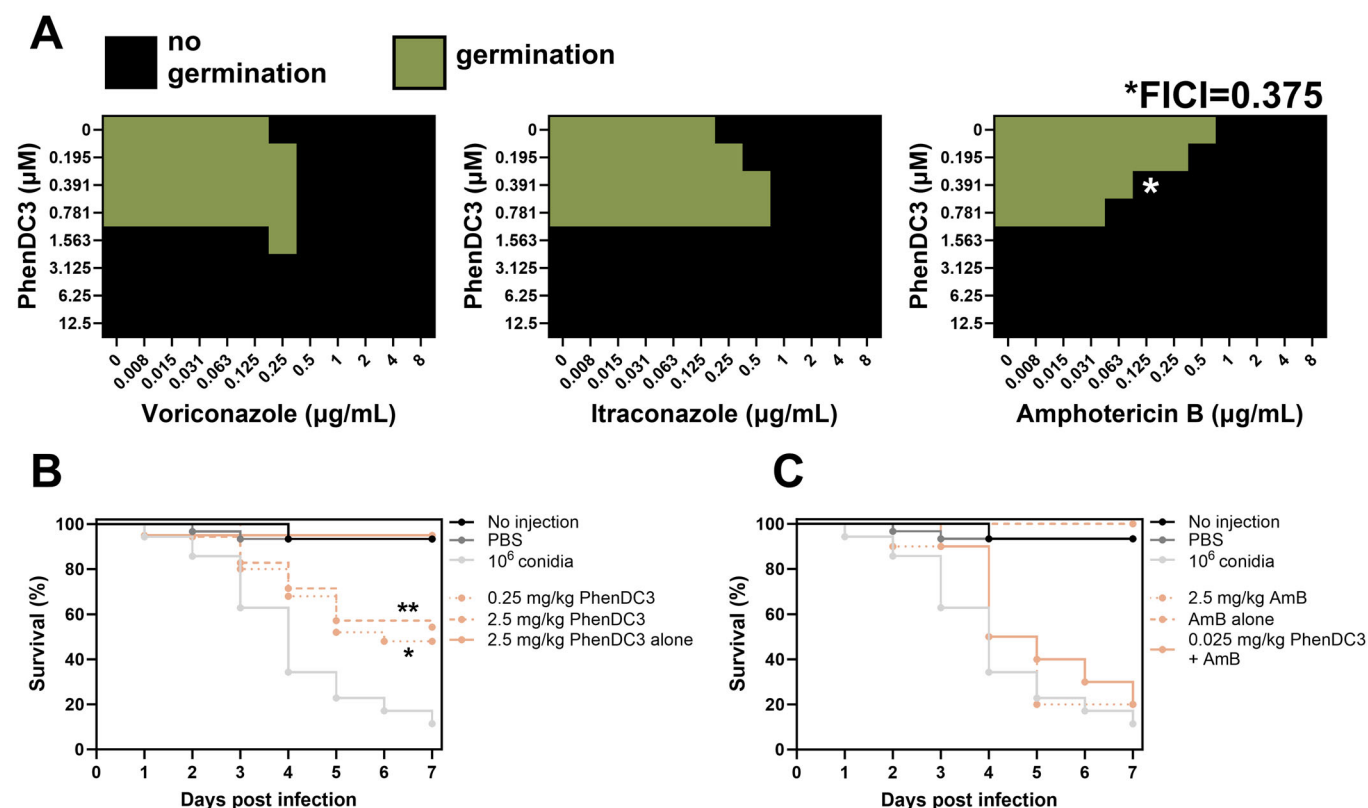 A
no
germination
germination
*FICI=0.375
PhenDC3 (µM)
0
0.195
0.391
0.781
1.563
3.125
6.25
12.5
0 0.008 0.015 0.031 0.063 0.125 0.25 0.5 1 2 4 8
Voriconazole (µg/mL)
PhenDC3 (µM)
0
0.195
0.391
0.781
1.563
3.125
6.25
12.5
0 0.008 0.015 0.031 0.063 0.125 0.25 0.5 1 2 4 8
Itraconazole (µg/mL)
PhenDC3 (µM)
0
0.195
0.391
0.781
1.563
3.125
6.25
12.5
*
0 0.008 0.015 0.031 0.063 0.125 0.25 0.5 1 2 4 8
Amphotericin B (µg/mL)
B
Survival (%)
100
80
60
40
20
0
**
*
0 1 2 3 4 5 6 7
Days post infection
No injection
PBS
10⁶ conidia
0.25 mg/kg PhenDC3
2.5 mg/kg PhenDC3
2.5 mg/kg PhenDC3 alone
C
Survival (%)
100
80
60
40
20
0
0 1 2 3 4 5 6 7
Days post infection
No injection
PBS
10⁶ conidia
2.5 mg/kg AmB
AmB alone
0.025 mg/kg PhenDC3
+ AmB